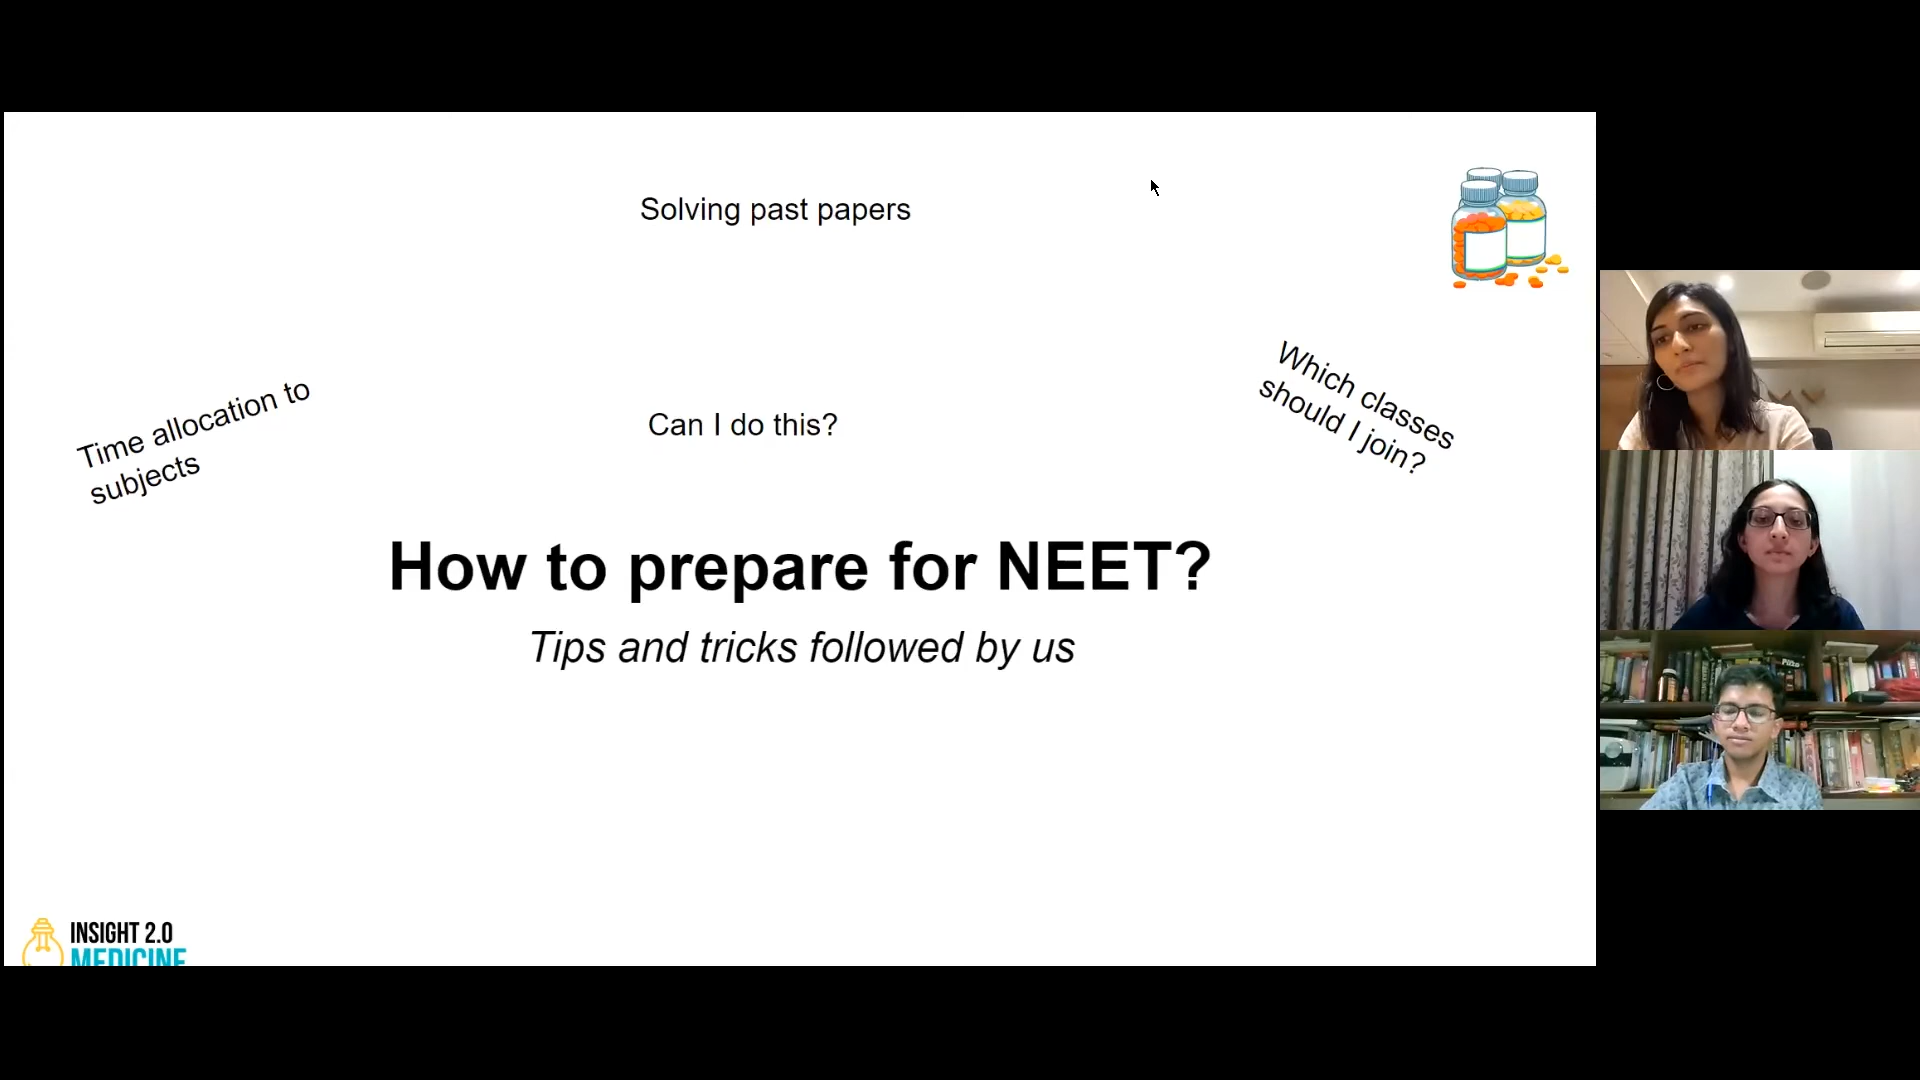 Solving past papers
Time allocation to
subjects
Can I do this?
Which classes
should I join?
How to prepare for NEET?
Tips and tricks followed by us
INSIGHT 2.0
MEDICINE